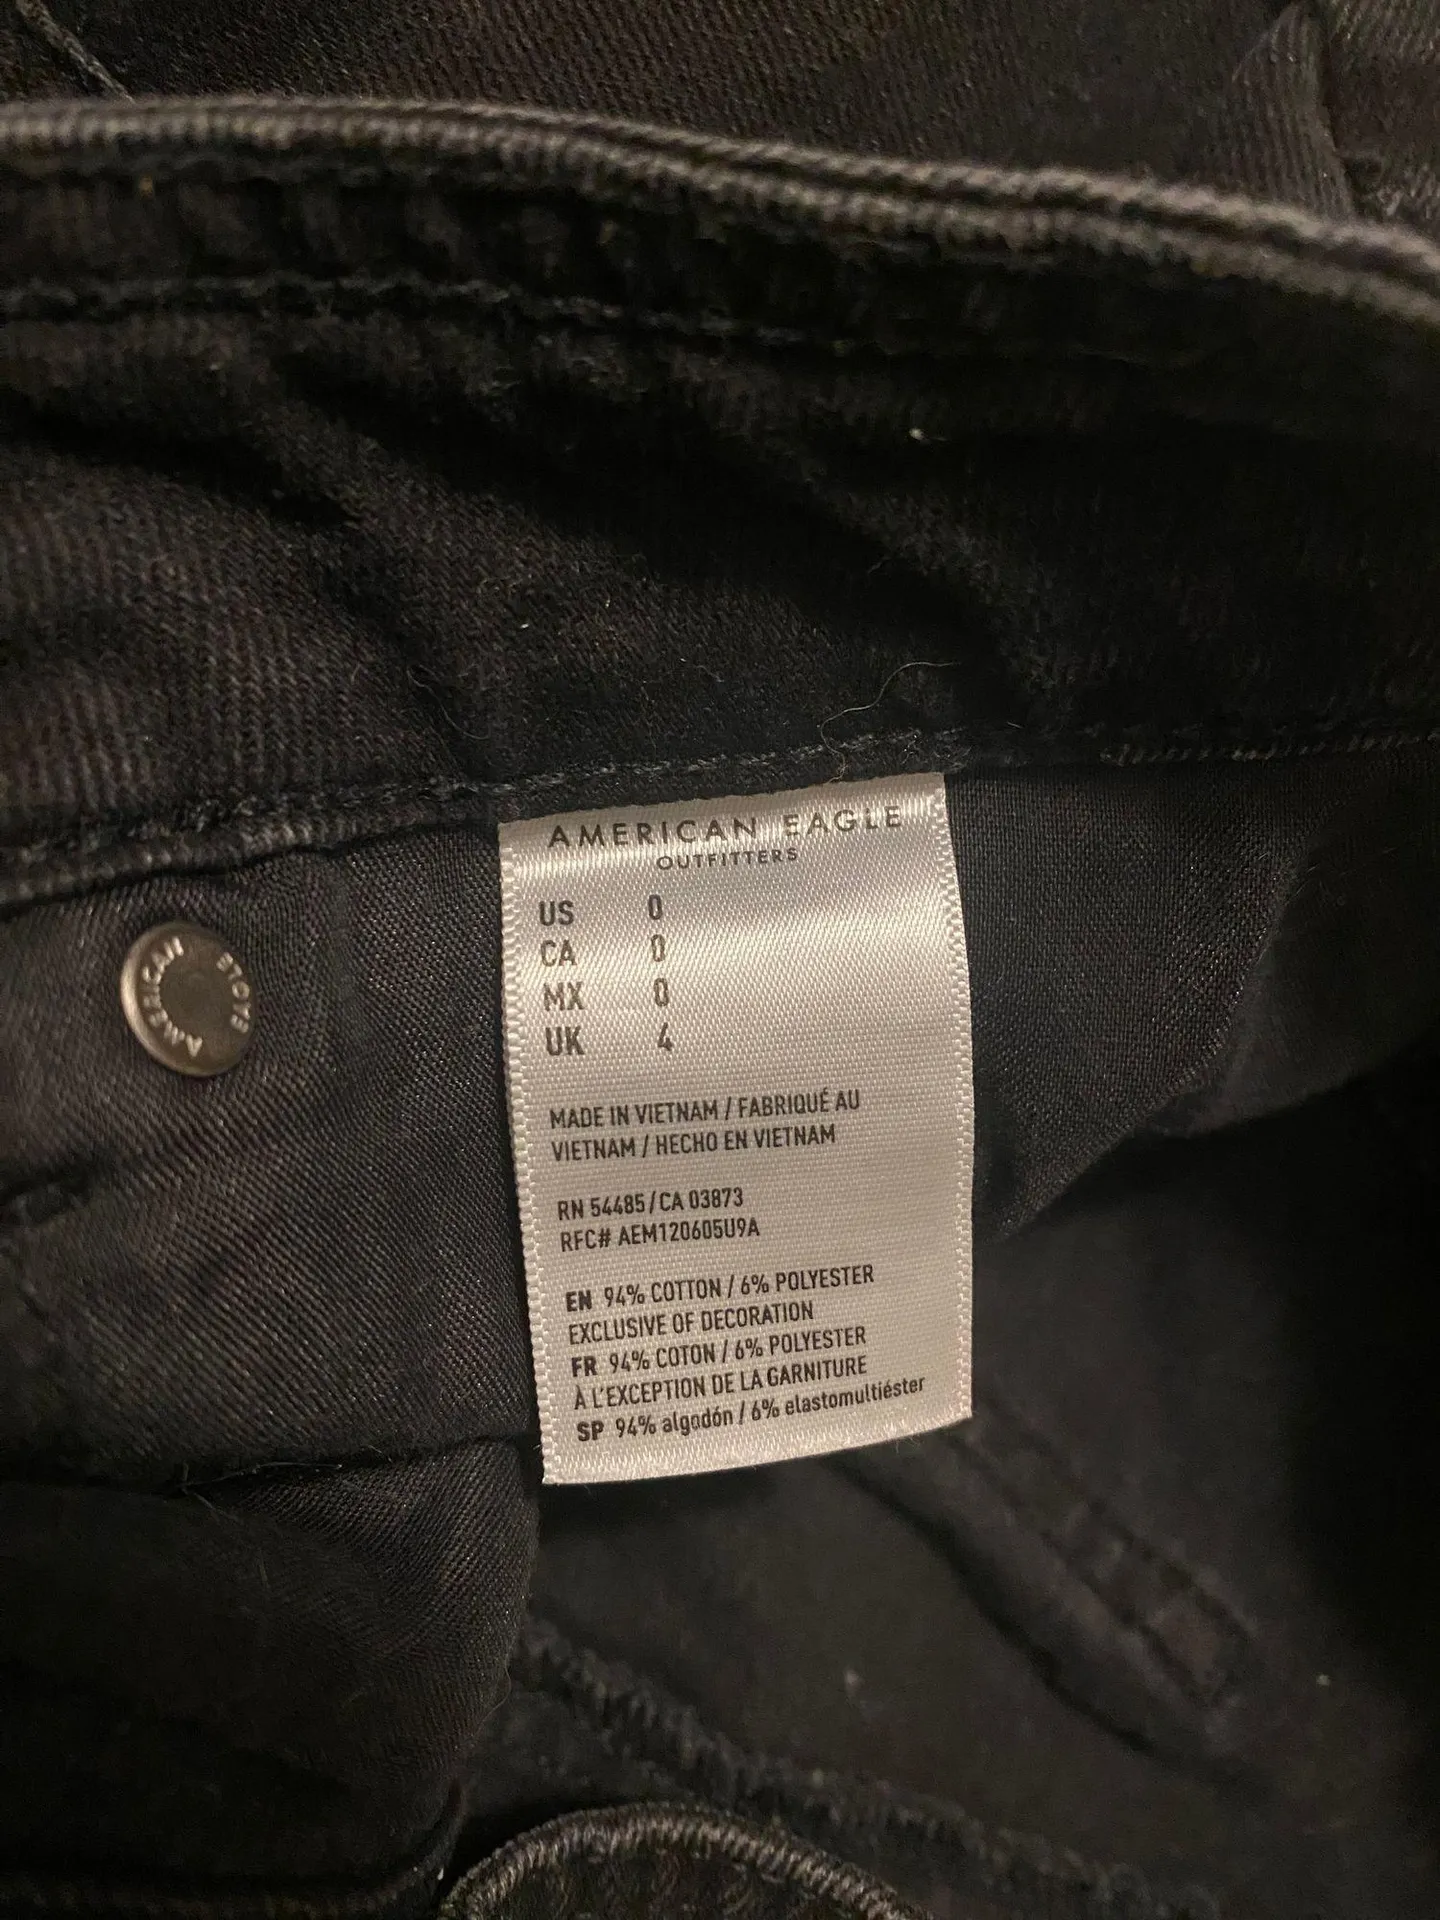 AMERICAN EAGLE
OUTFITTERS
US 0
CA 0
MX 0
UK 4
MADE IN VIETNAM / FABRIQUÉ AU
VIETNAM / HECHO EN VIETNAM
RN 54485 / CA 03873
RFC# AEM120605U9A
EN 94% COTTON / 6% POLYESTER
EXCLUSIVE OF DECORATION
FR 94% COTON / 6% POLYESTER
À L'EXCEPTION DE LA GARNITURE
SP 94% algodón / 6% elastomultiéster
AMERICAN EAGLE